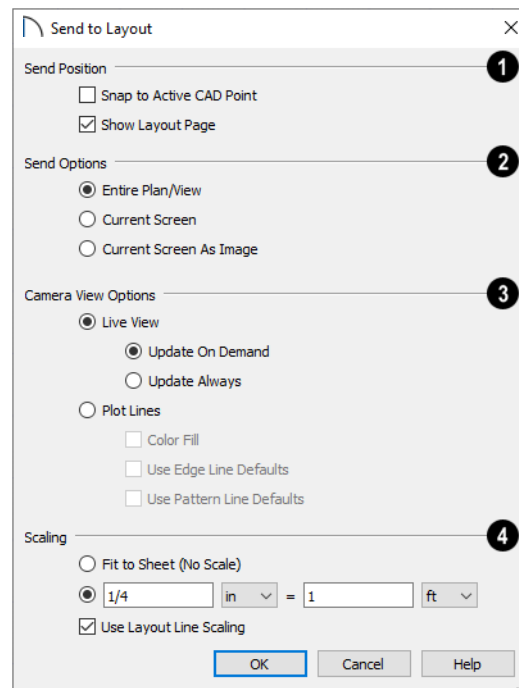 Send to Layout
Send Position 1
Snap to Active CAD Point
Show Layout Page
Send Options 2
Entire Plan/View
Current Screen
Current Screen As Image
Camera View Options 3
Live View
Update On Demand
Update Always
Plot Lines
Color Fill
Use Edge Line Defaults
Use Pattern Line Defaults
Scaling 4
Fit to Sheet (No Scale)
1/4 in = 1 ft
Use Layout Line Scaling
OK Cancel Help